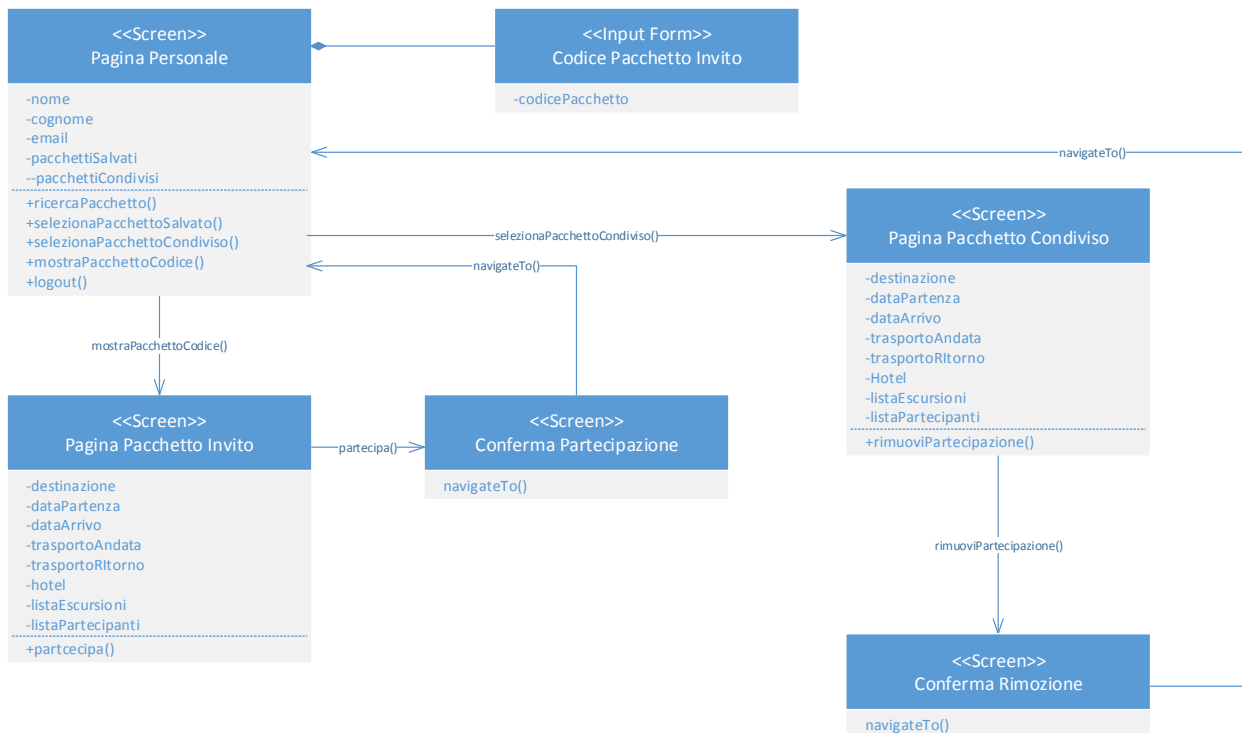 <<Screen>>
Pagina Personale
-nome
-cognome
-email
-pacchettiSalvati
--pacchettiCondivisi
+ricercaPacchetto()
+selezionaPacchettoSalvato()
+selezionaPacchettoCondiviso()
+mostraPacchettoCodice()
+logout()
<<Input Form>>
Codice Pacchetto Invito
-codicePacchetto
navigateTo()
selezionaPacchettoCondiviso()
navigateTo()
<<Screen>>
Pagina Pacchetto Condiviso
-destinazione
-dataPartenza
-dataArrivo
-trasportoAndata
-trasportoRItorno
-Hotel
-listaEscursioni
-listaPartecipanti
+rimuoviPartecipazione()
mostraPacchettoCodice()
<<Screen>>
Pagina Pacchetto Invito
-destinazione
-dataPartenza
-dataArrivo
-trasportoAndata
-trasportoRItorno
-hotel
-listaEscursioni
-listaPartecipanti
+partcecipa()
partecipa()
<<Screen>>
Conferma Partecipazione
navigateTo()
rimuoviPartecipazione()
<<Screen>>
Conferma Rimozione
navigateTo()